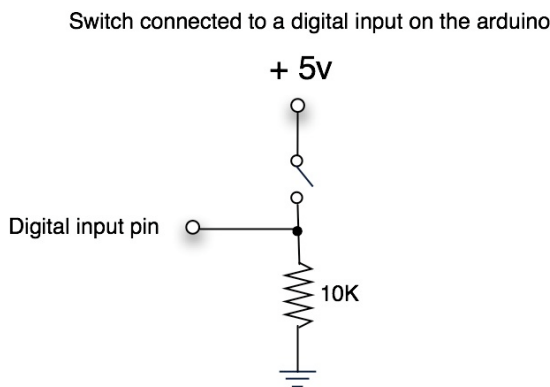 Switch connected to a digital input on the arduino
+ 5v
Digital input pin
10K